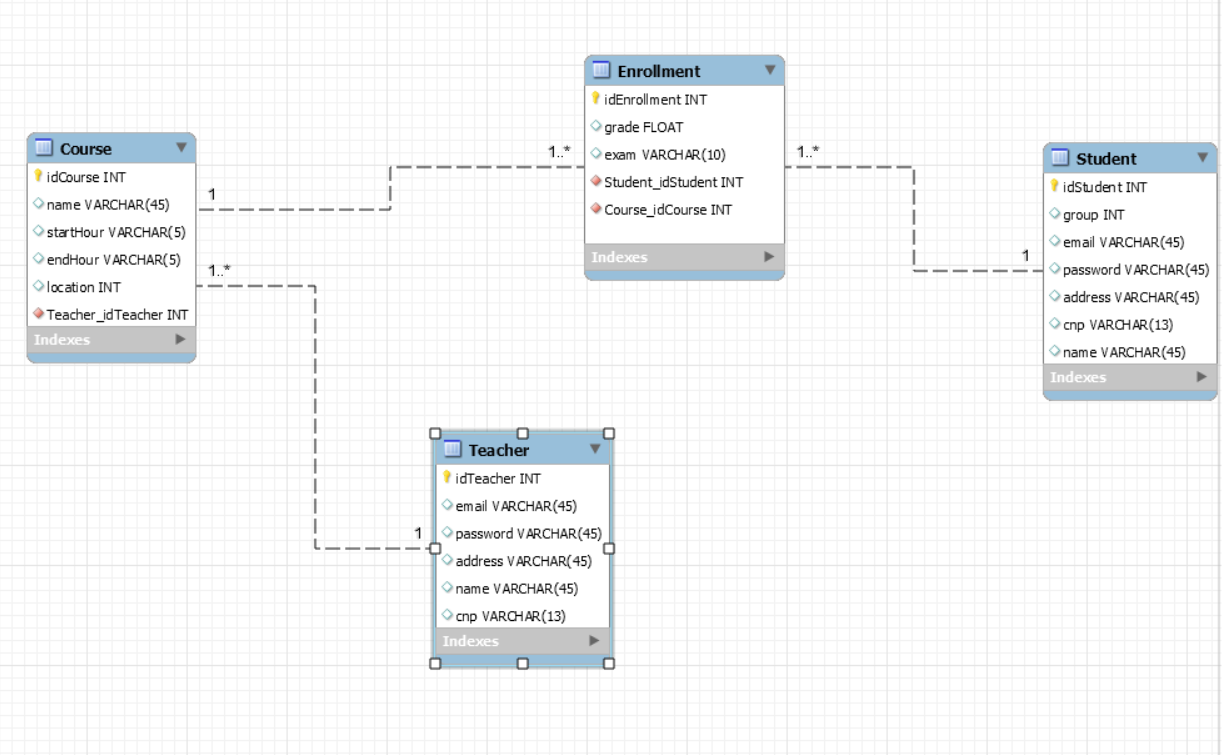 Course
idCourse INT
name VARCHAR(45)
startHour VARCHAR(5)
endHour VARCHAR(5)
location INT
Teacher_idTeacher INT
Indexes
1
1..*
1..*
Enrollment
idEnrollment INT
grade FLOAT
exam VARCHAR(10)
Student_idStudent INT
Course_idCourse INT
Indexes
1..*
1
Student
idStudent INT
group INT
email VARCHAR(45)
password VARCHAR(45)
address VARCHAR(45)
cnp VARCHAR(13)
name VARCHAR(45)
Indexes
1
Teacher
idTeacher INT
email VARCHAR(45)
password VARCHAR(45)
address VARCHAR(45)
name VARCHAR(45)
cnp VARCHAR(13)
Indexes